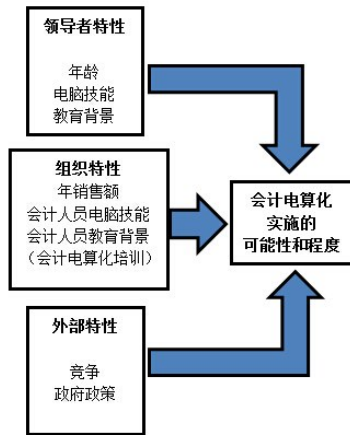 领导者特性
年龄
电脑技能
教育背景
组织特性
年销售额
会计人员电脑技能
会计人员教育背景
（会计电算化培训）
会计电算化
实施的
可能性和程度
外部特性
竞争
政府政策